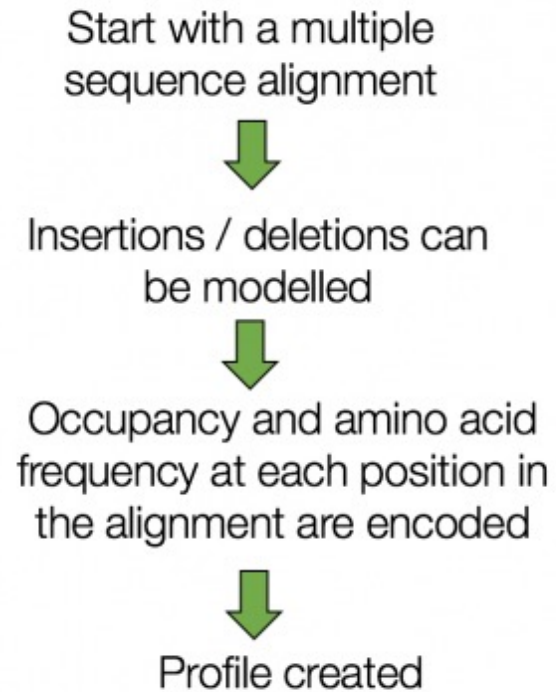 Start with a multiple
sequence alignment
Insertions / deletions can
be modelled
Occupancy and amino acid
frequency at each position in
the alignment are encoded
Profile created